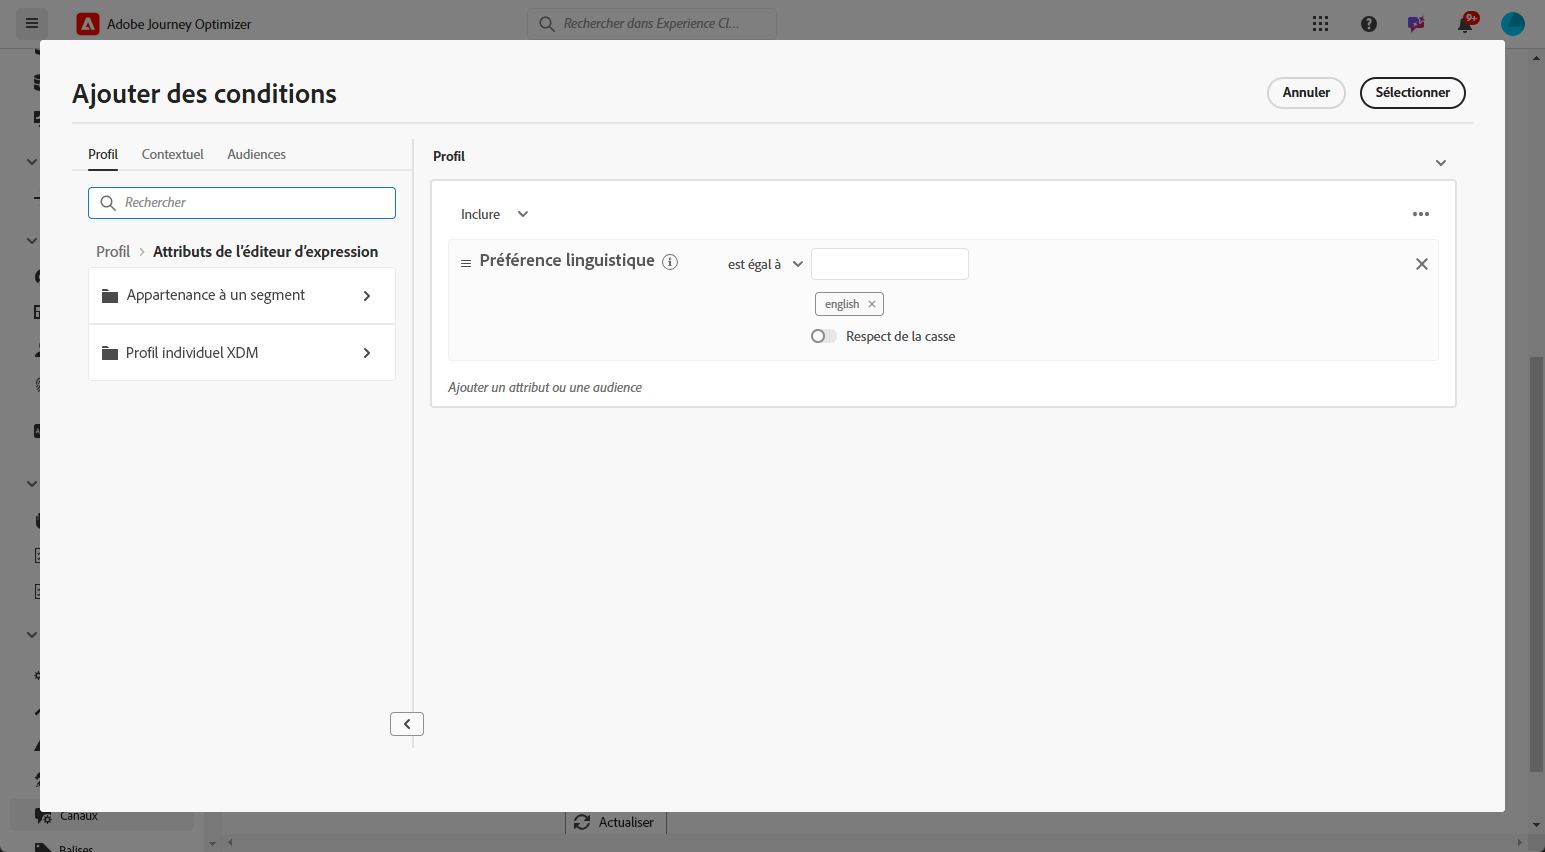 Adobe Journey Optimizer
Rechercher dans Experience Cl...
9+
Ajouter des conditions
Annuler
Sélectionner
Profil
Contextuel
Audiences
Rechercher
Profil > Attributs de l'éditeur d'expression
Appartenance à un segment
Profil individuel XDM
Profil
Inclure
Préférence linguistique
est égal à
english
Respect de la casse
Ajouter un attribut ou une audience
Canaux
Actualiser
Balises